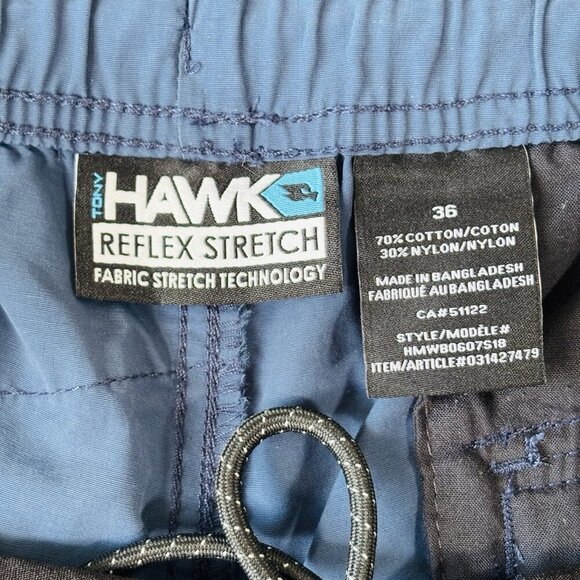 TONY HAWK
REFLEX STRETCH
FABRIC STRETCH TECHNOLOGY
36
70% COTTON/COTON
30% NYLON/NYLON
MADE IN BANGLADESH
FABRIQUÉ AU BANGLADESH
CA#51122
STYLE/MODÈLE#
HMWB0607S18
ITEM/ARTICLE#031427479